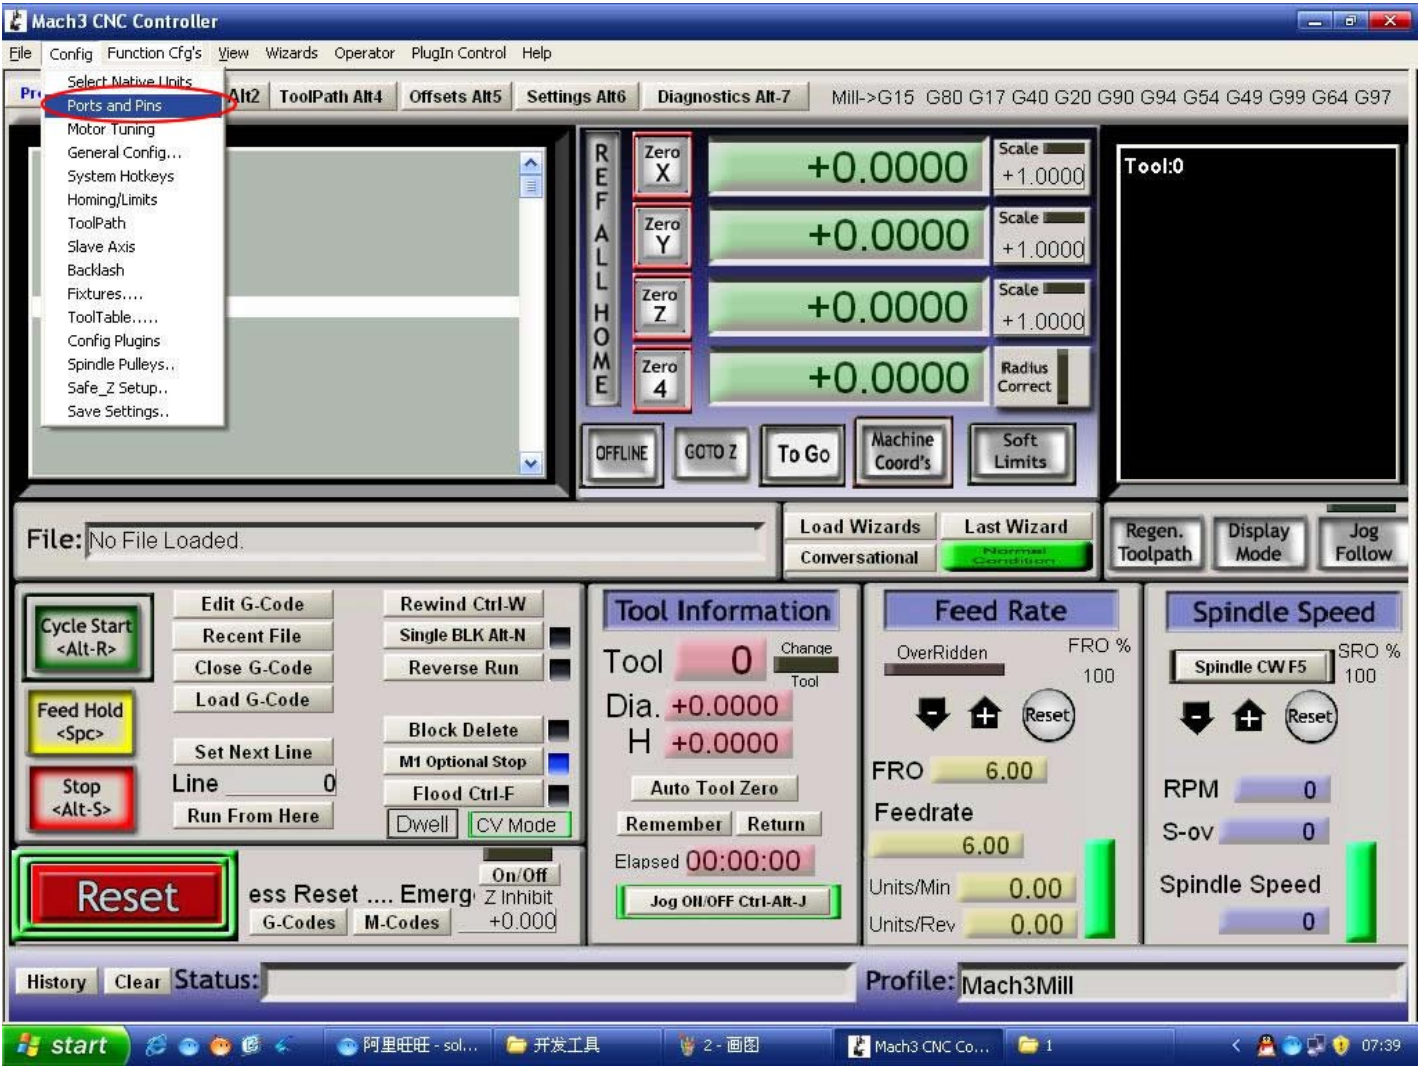 Mach3 CNC Controller
File Config Function Cfg's View Wizards Operator PlugIn Control Help
Alt2 ToolPath Alt4 Offsets Alt5 Settings Alt6 Diagnostics Alt-7 Mill->G15 G80 G17 G40 G20 G90 G94 G54 G49 G99 G64 G97
Select Native Units
Ports and Pins
Motor Tuning
General Config...
System Hotkeys
Homing/Limits
ToolPath
Slave Axis
Backlash
Fixtures....
ToolTable.....
Config Plugins
Spindle Pulleys..
Safe_Z Setup..
Save Settings..
REF ALL HOME
Zero X +0.0000 Scale +1.0000
Zero Y +0.0000 Scale +1.0000
Zero Z +0.0000 Scale +1.0000
Zero 4 +0.0000 Radius Correct
OFFLINE GOTO Z To Go Machine Coord's Soft Limits
Tool:0
File: No File Loaded.
Load Wizards Last Wizard
Conversational Normal Condition
Regen. Toolpath Display Mode Jog Follow
Cycle Start <Alt-R>
Feed Hold <Spc>
Stop <Alt-S>
Edit G-Code
Recent File
Close G-Code
Load G-Code
Set Next Line
Line 0
Run From Here
Rewind Ctrl-W
Single BLK Alt-N
Reverse Run
Block Delete
M1 Optional Stop
Flood Ctrl-F
Dwell CV Mode
Reset
ess Reset .... Emerg
G-Codes M-Codes
On/Off
Z Inhibit
+0.000
Tool Information
Tool 0 Change Tool
Dia. +0.0000
H +0.0000
Auto Tool Zero
Remember Return
Elapsed 00:00:00
Jog ON/OFF Ctrl-Alt-J
Feed Rate
OverRidden FRO % 100
Reset
FRO 6.00
Feedrate
6.00
Units/Min 0.00
Units/Rev 0.00
Spindle Speed
Spindle CW F5 SRO % 100
Reset
RPM 0
S-ov 0
Spindle Speed
0
History Clear Status:
Profile: Mach3Mill
start 阿里旺旺 - sol... 开发工具 2 - 画图 Mach3 CNC Co... 1 07:39